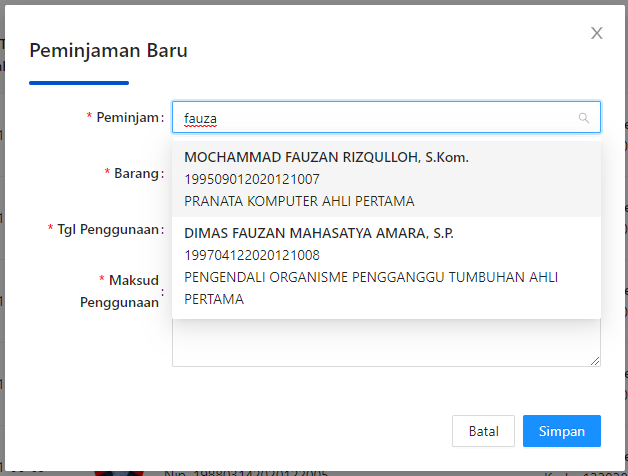 Peminjaman Baru
* Peminjam :
fauza
* Barang :
MOCHAMMAD FAUZAN RIZQULLOH, S.Kom.
199509012020121007
PRANATA KOMPUTER AHLI PERTAMA
* Tgl Penggunaan :
DIMAS FAUZAN MAHASATYA AMARA, S.P.
199704122020121008
PENGENDALI ORGANISME PENGGANGGU TUMBUHAN AHLI
PERTAMA
* Maksud
Penggunaan :
Batal
Simpan